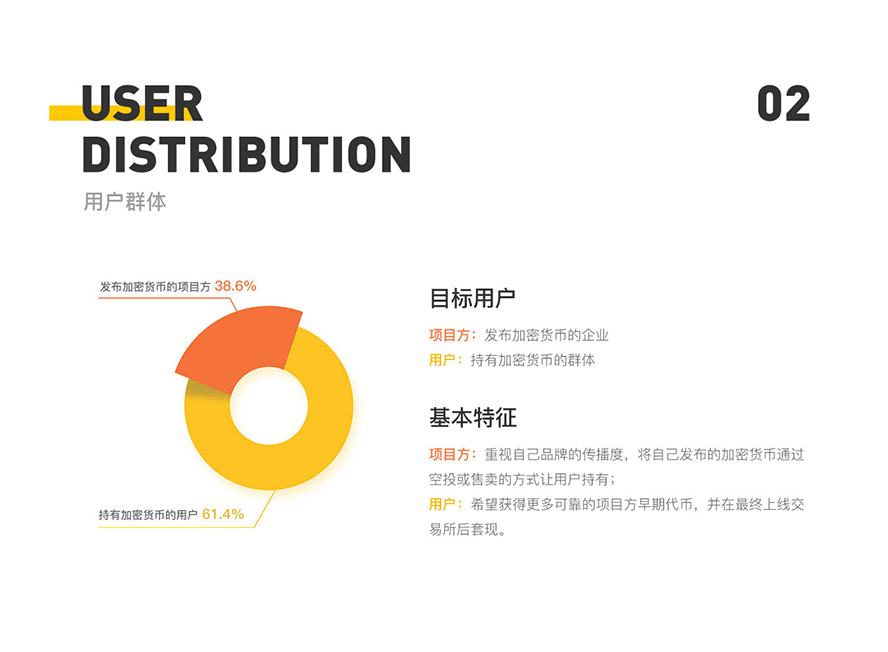 USER
DISTRIBUTION
02
用户群体
发布加密货币的项目方 38.6%
持有加密货币的用户 61.4%
目标用户
项目方：发布加密货币的企业
用户：持有加密货币的群体
基本特征
项目方：重视自己品牌的传播度，将自己发布的加密货币通过
空投或售卖的方式让用户持有；
用户：希望获得更多可靠的项目方早期代币，并在最终上线交
易所后套现。